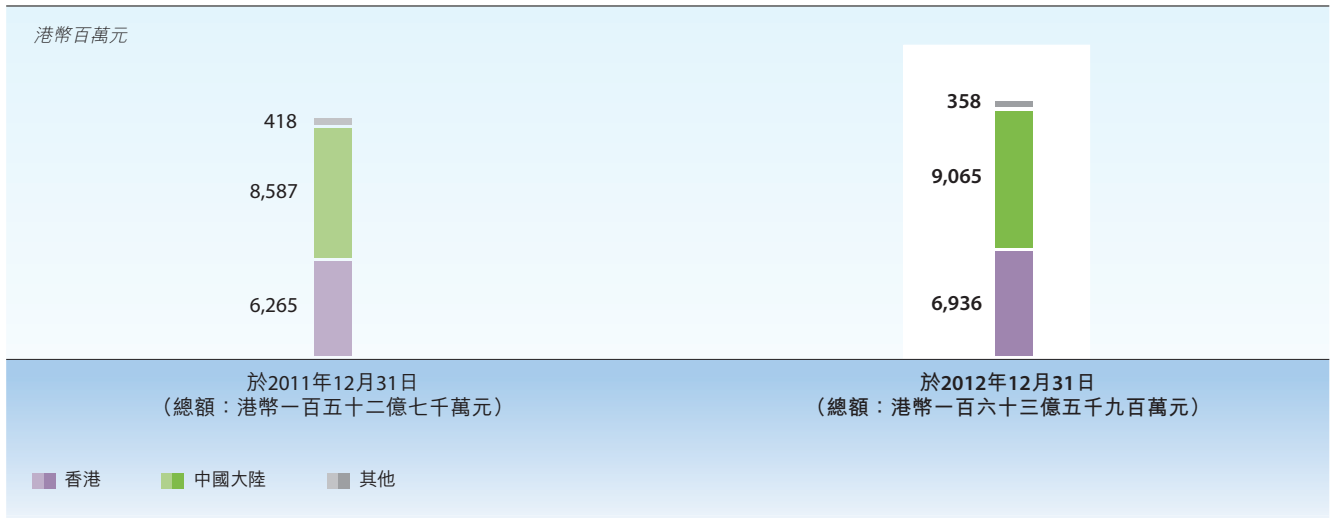 港幣百萬元
418
8,587
6,265
358
9,065
6,936
於2011年12月31日
（總額：港幣一百五十二億七千萬元）
於2012年12月31日
（總額：港幣一百六十三億五千九百萬元）
香港
中國大陸
其他